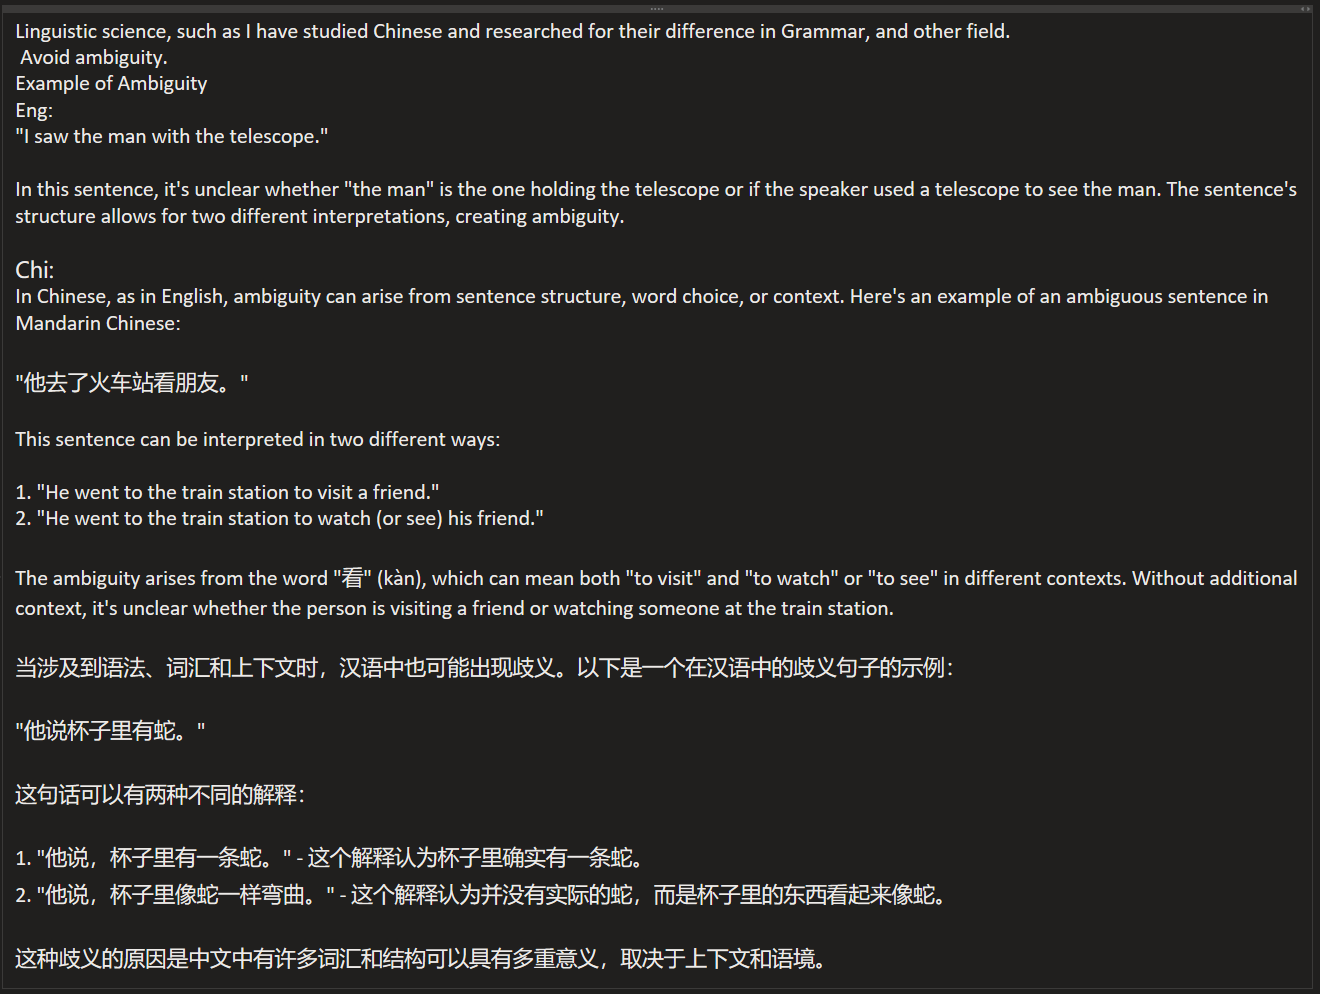 Linguistic science, such as I have studied Chinese and researched for their difference in Grammar, and other field.
Avoid ambiguity.
Example of Ambiguity
Eng:
"I saw the man with the telescope."
In this sentence, it's unclear whether "the man" is the one holding the telescope or if the speaker used a telescope to see the man. The sentence's
structure allows for two different interpretations, creating ambiguity.
Chi:
In Chinese, as in English, ambiguity can arise from sentence structure, word choice, or context. Here's an example of an ambiguous sentence in
Mandarin Chinese:
"他去了火车站看朋友。"
This sentence can be interpreted in two different ways:
1. "He went to the train station to visit a friend."
2. "He went to the train station to watch (or see) his friend."
The ambiguity arises from the word "看" (kàn), which can mean both "to visit" and "to watch" or "to see" in different contexts. Without additional
context, it's unclear whether the person is visiting a friend or watching someone at the train station.
当涉及到语法、词汇和上下文时，汉语中也可能出现歧义。以下是一个在汉语中的歧义句子的示例：
"他说杯子里有蛇。"
这句话可以有两种不同的解释：
1. "他说，杯子里有一条蛇。" - 这个解释认为杯子里确实有一条蛇。
2. "他说，杯子里像蛇一样弯曲。" - 这个解释认为并没有实际的蛇，而是杯子里的东西看起来像蛇。
这种歧义的原因是中文中有许多词汇和结构可以具有多重意义，取决于上下文和语境。